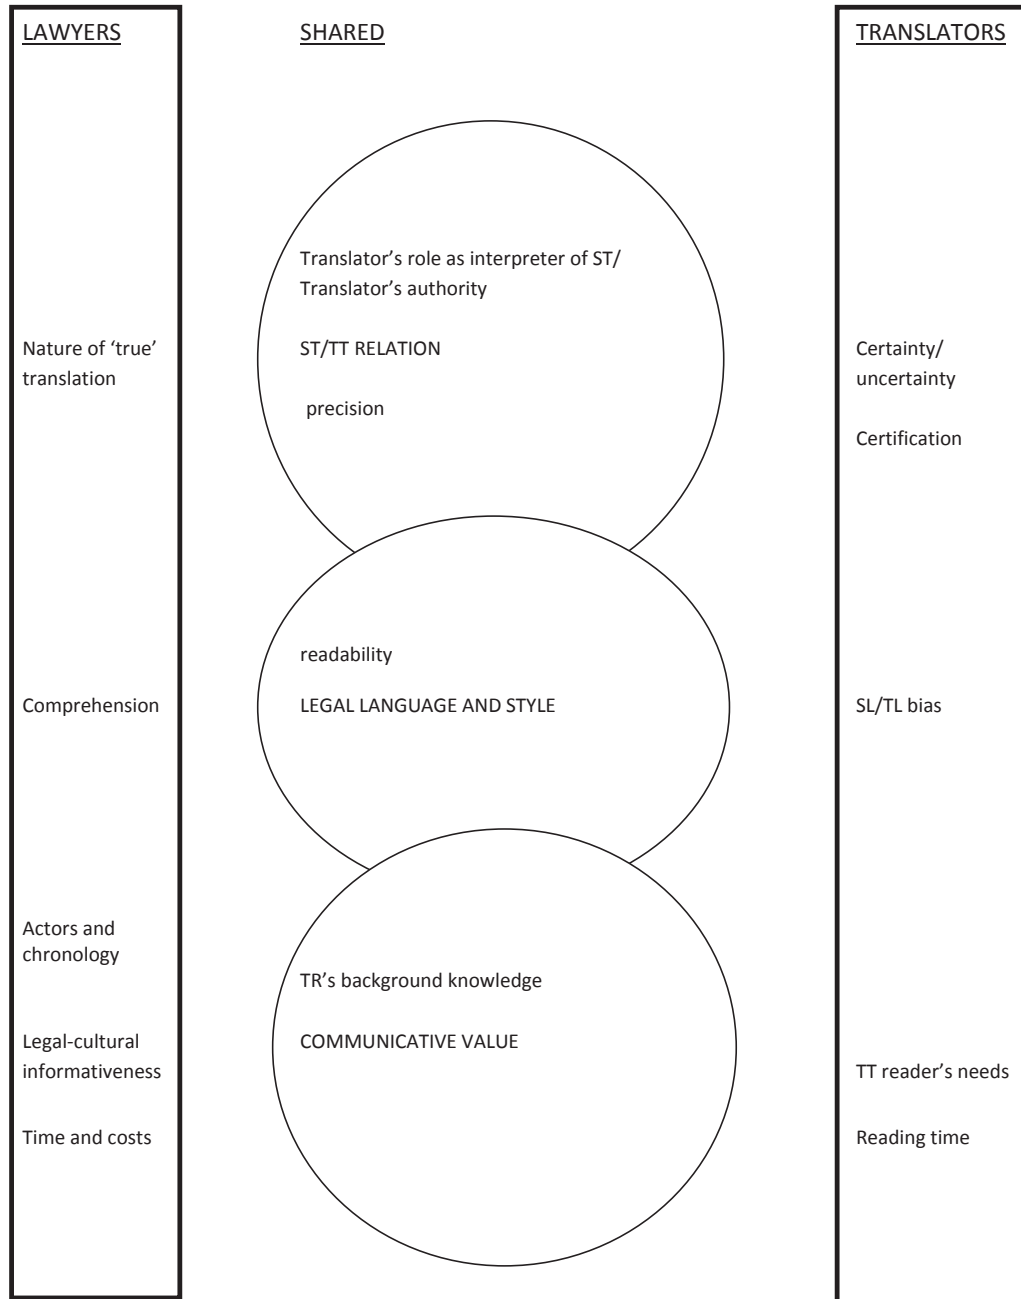 LAWYERS
SHARED
TRANSLATORS
Translator’s role as interpreter of ST/
Translator’s authority
Nature of ‘true’
translation
ST/TT RELATION
Certainty/
uncertainty
precision
Certification
readability
Comprehension
LEGAL LANGUAGE AND STYLE
SL/TL bias
Actors and
chronology
TR’s background knowledge
Legal-cultural
informativeness
COMMUNICATIVE VALUE
TT reader’s needs
Time and costs
Reading time